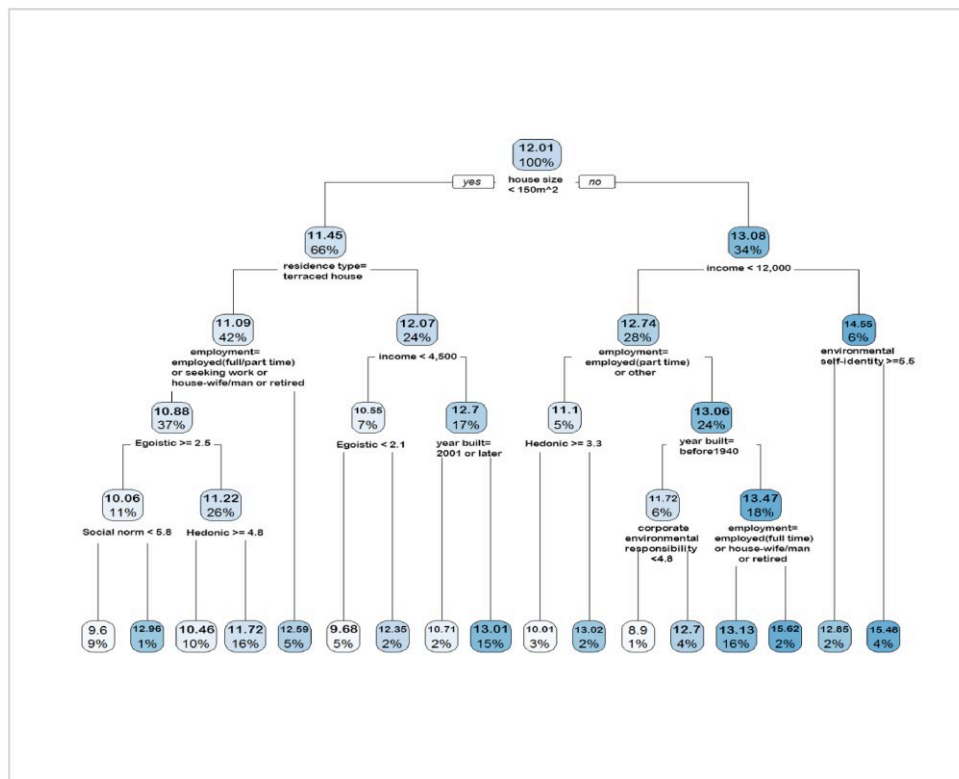 12.01
100%
yes
house size
< 150m^2
no
11.45
66%
residence type=
terraced house
13.08
34%
income < 12,000
11.09
42%
employment=
employed(full/part time)
or seeking work or
house-wife/man or retired
12.07
24%
income < 4,500
12.74
28%
employment=
employed(part time)
or other
14.55
6%
environmental
self-identity >=5.5
10.88
37%
Egoistic >= 2.5
10.55
7%
Egoistic < 2.1
12.7
17%
year built=
2001 or later
11.1
5%
Hedonic >= 3.3
13.06
24%
year built=
before1940
10.06
11%
Social norm < 5.8
11.22
26%
Hedonic >= 4.8
11.72
6%
corporate
environmental
responsibility
<4.8
13.47
18%
employment=
employed(full time)
or house-wife/man
or retired
9.6
9%
12.96
1%
10.46
10%
11.72
16%
12.59
5%
9.68
5%
12.35
2%
10.71
2%
13.01
15%
10.01
3%
13.02
2%
8.9
1%
12.7
4%
13.13
16%
15.62
2%
12.85
2%
15.46
4%